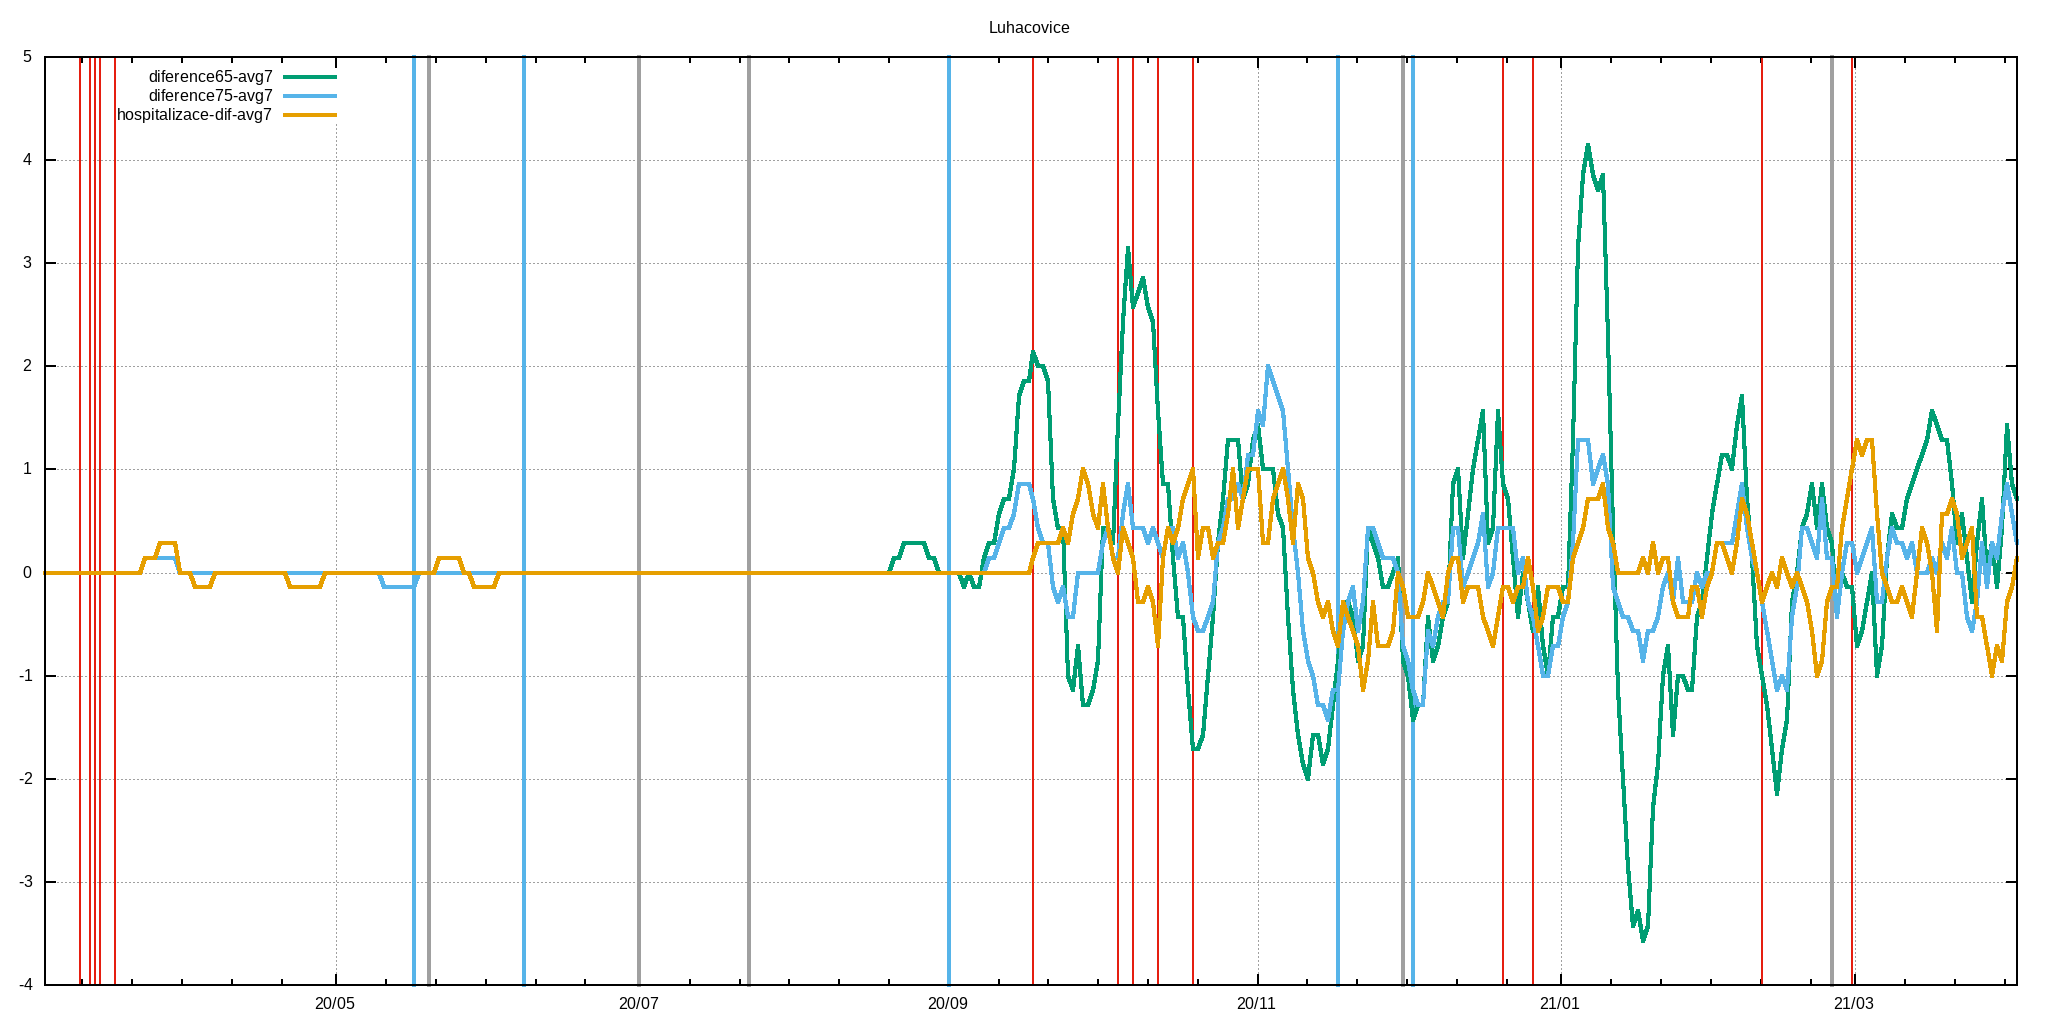 Luhacovice
5
diference65-avg7
diference75-avg7
hospitalizace-dif-avg7
4
3
2
1
0
-1
-2
-3
-4
20/05 20/07 20/09 20/11 21/01 21/03